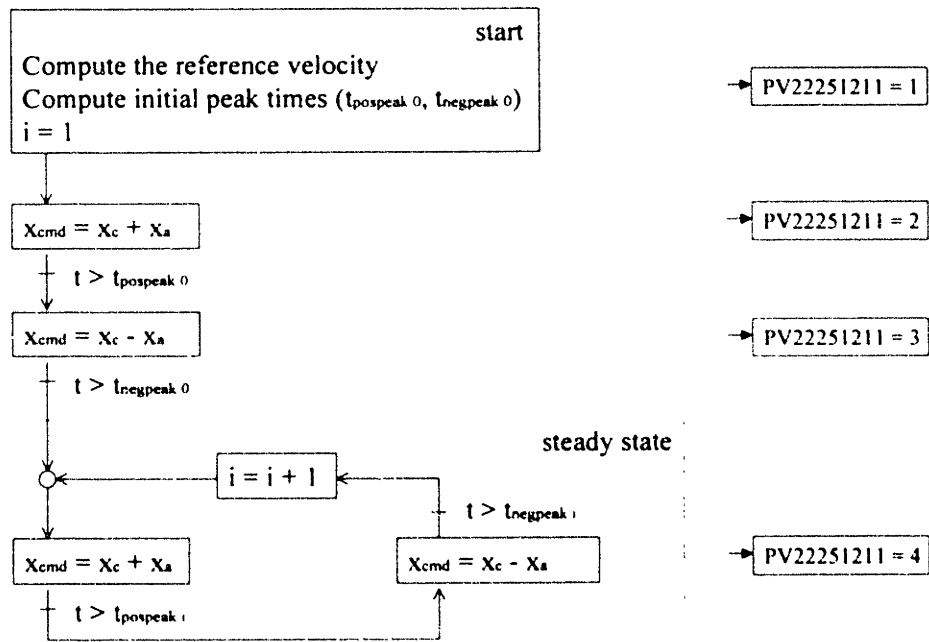 start
Compute the reference velocity
Compute initial peak times (tpospeak 0, tnegpeak 0)
i = 1
PV22251211 = 1
xcmd = xc + xa
PV22251211 = 2
t > tpospeak 0
xcmd = xc - xa
PV22251211 = 3
t > tnegpeak 0
steady state
i = i + 1
t > tnegpeak i
xcmd = xc + xa
xcmd = xc - xa
PV22251211 = 4
t > tpospeak i